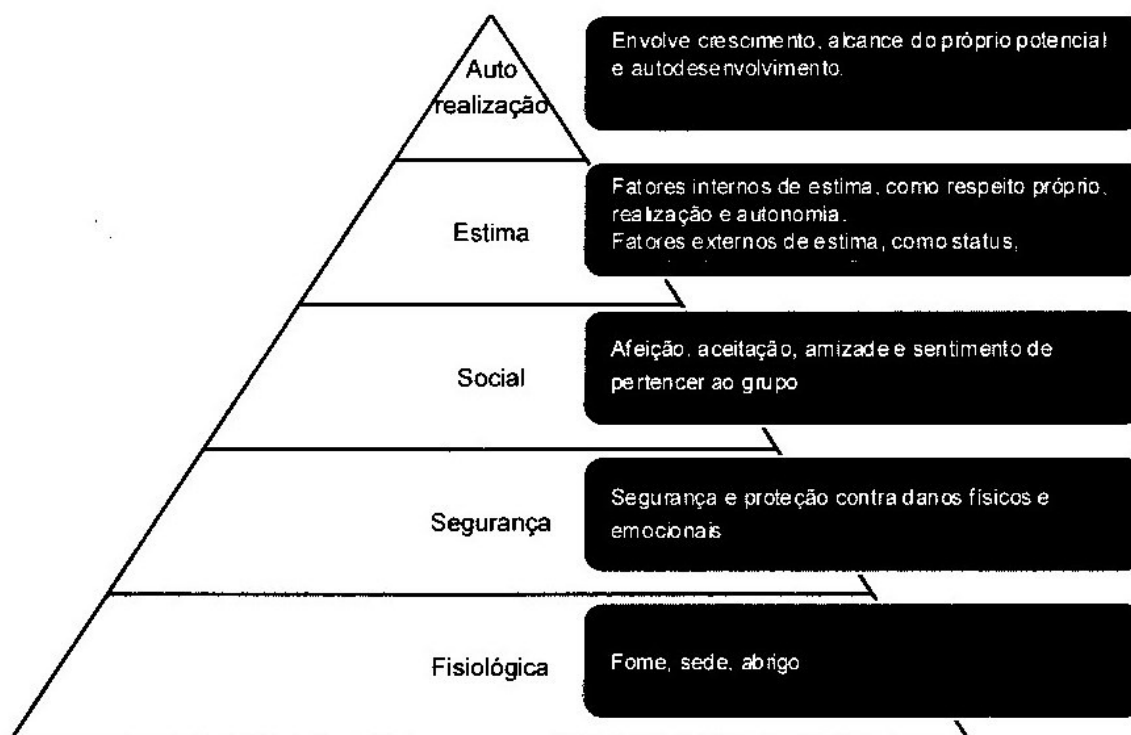 Auto
realização
Envolve crescimento, alcance do próprio potencial
e autodesenvolvimento.
Estima
Fatores internos de estima, como respeito próprio,
realização e autonomia.
Fatores externos de estima, como status,
Social
Afeição, aceitação, amizade e sentimento de
pertencer ao grupo
Segurança
Segurança e proteção contra danos físicos e
emocionais
Fisiológica
Fome, sede, abrigo